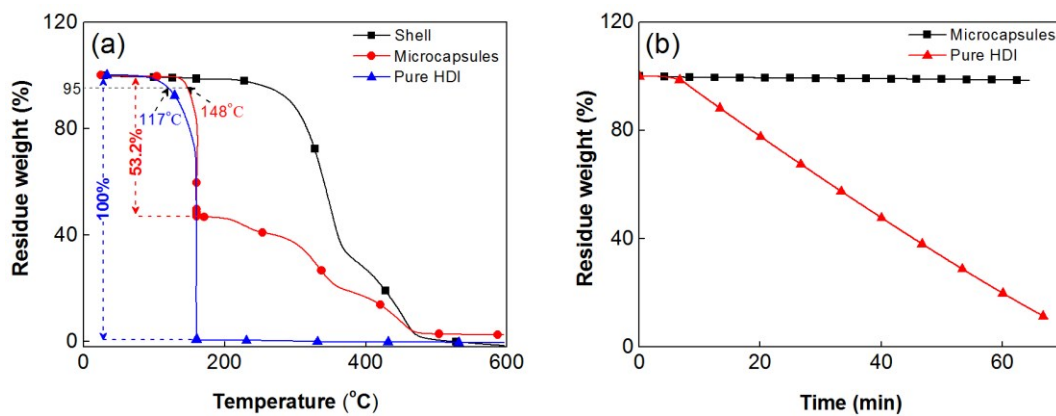 (a)
Shell
Microcapsules
Pure HDI
120
95
80
40
0
117°C
148°C
53.2%
100%
0 200 400 600
Residue weight (%)
Temperature (°C)
(b)
Microcapsules
Pure HDI
120
80
40
0
0 20 40 60
Residue weight (%)
Time (min)